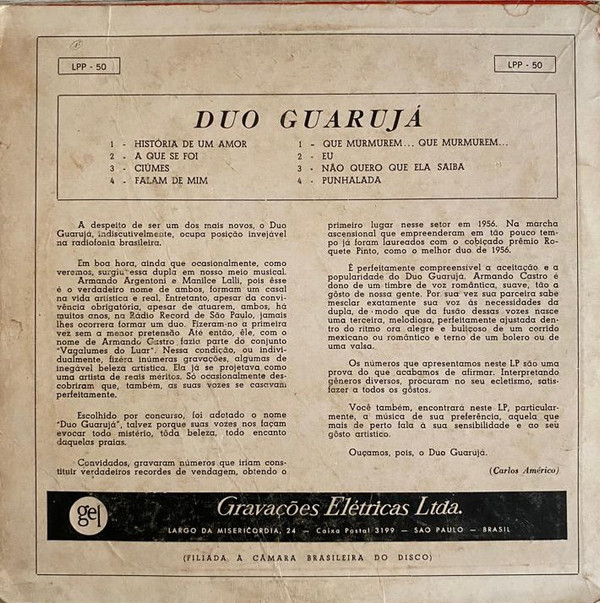 LPP - 50
LPP - 50
DUO GUARUJÁ
1 - HISTÓRIA DE UM AMOR
2 - A QUE SE FOI
3 - CIÚMES
4 - FALAM DE MIM
1 - QUE MURMUREM... QUE MURMUREM...
2 - EU
3 - NÃO QUERO QUE ELA SAIBA
4 - PUNHALADA
A despeito de ser um dos mais novos, o Duo
Guarujá, indiscutivelmente, ocupa posição invejável
na radiofonia brasileira.
Em boa hora, ainda que ocasionalmente, como
veremos, surgiu essa dupla em nosso meio musical.
Armando Argentoni e Manilce Lalli, pois êsse
é o verdadeiro nome de ambos, formam um casal
na vida artística e real. Entretanto, apesar da convi-
vência obrigatória, apesar de atuarem, ambos, há
muitos anos, na Rádio Record de São Paulo, jamais
lhes ocorrera formar um duo. Fizeram-no a primeira
vez sem a menor pretensão. Até então, êle, com o
nome de Armando Castro fazia parte do conjunto
"Vagalumes do Luar". Nessa condição, ou indivi-
dualmente, fizéra inúmeras gravações, algumas de
inegável beleza artística. Ela já se projetava como
uma artista de reais méritos. Só ocasionalmente des-
cobriram que, também, as suas vozes se casavam
perfeitamente.
Escolhido por concurso, foi adotado o nome
"Duo Guarujá", talvez porque suas vozes nos façam
evocar todo mistério, tôda beleza, todo encanto
daquelas praias.
Convidados, gravaram números que iriam cons-
tituir verdadeiros recordes de vendagem, obtendo o
primeiro lugar nesse setor em 1956. Na marcha
ascensional que empreenderam em tão pouco tem-
po já foram laureados com o cobiçado prêmio Ro-
quete Pinto, como o melhor duo de 1956.
É perfeitamente compreensivel a aceitação e a
popularidade do Duo Guarujá. Armando Castro é
dono de um timbre de voz romântica, suave, tão a
gôsto de nossa gente. Por sua vez sua parceira sabe
mesclar exatamente sua voz às necessidades da
dupla, de modo que da fusão dessas vozes nasce
uma terceira, melodiosa, perfeitamente ajustada den-
tro do ritmo ora alegre e buliçoso de um corrido
mexicano ou romântico e terno de um bolero ou de
uma valsa.
Os números que apresentamos neste LP são uma
prova do que acabamos de afirmar. Interpretando
gêneros diversos, procuram no seu ecletismo, satis-
fazer a todos os gôstos.
Você também, encontrará neste LP, particular-
mente, a música de sua preferência, aquela que
mais de perto fala à sua sensibilidade e ao seu
gôsto artístico.
Ouçamos, pois, o Duo Guarujá.
(Carlos Américo)
gel
Gravações Elétricas Ltda.
LARGO DA MISERICÓRDIA, 24 — Caixa Postal 3199 — SAO PAULO — BRASIL
(FILIADA À CÂMARA BRASILEIRA DO DISCO)